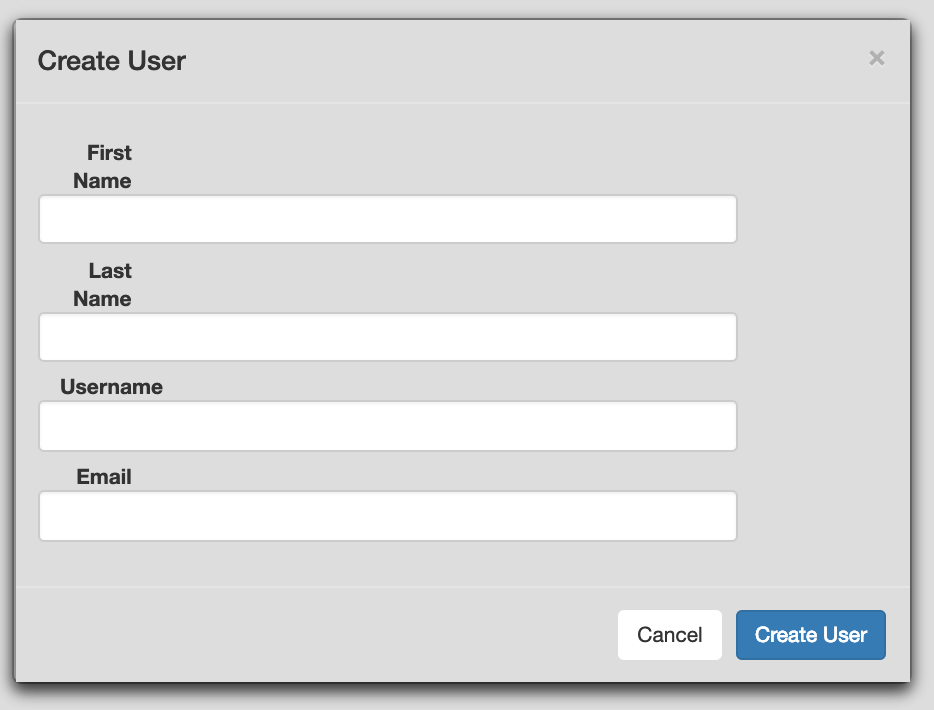 Create User ×
First
Name
Last
Name
Username
Email
Cancel Create User